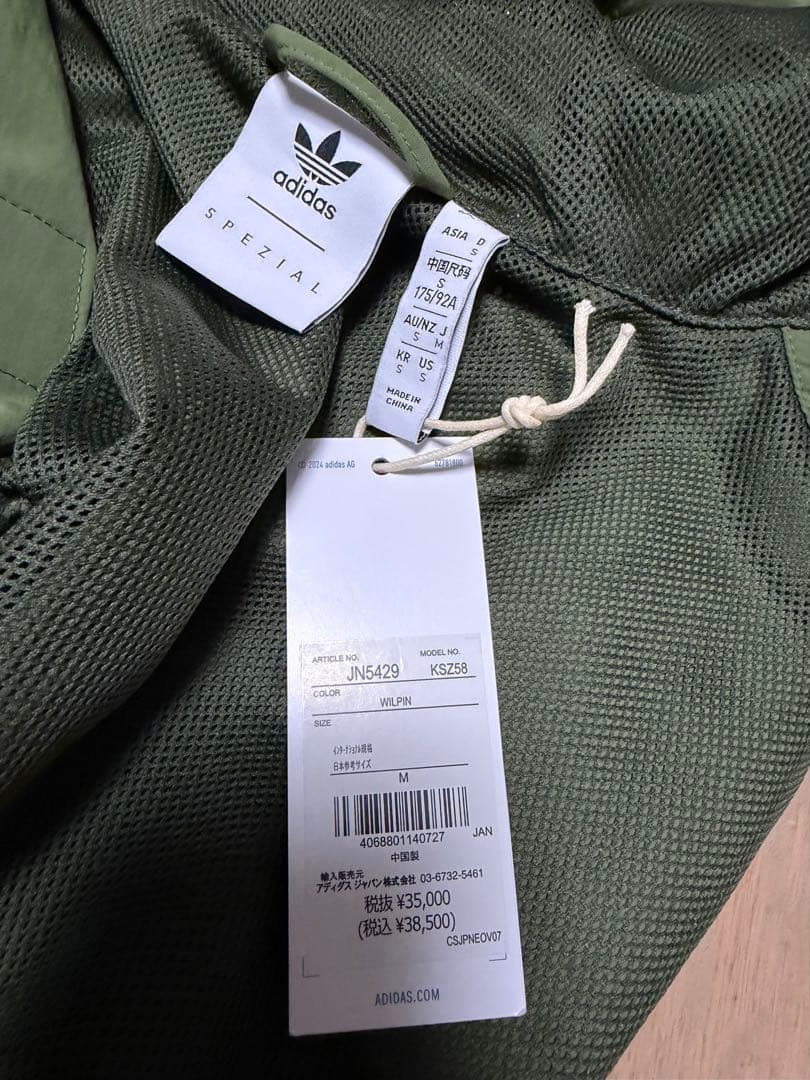 adidas
SPEZIAL
ASIA D
S
中国尺码
S
175/92A
AU/NZ J
S M
KR US
S S
MADE IN
CHINA
2024 adidas AG
62781800
ARTICLE NO. MODEL NO.
JN5429 KSZ58
COLOR
WILPIN
SIZE
ｲﾝﾀｰﾅｼｮﾅﾙ規格
日本参考サイズ
M
4068801140727 JAN
中国製
輸入販売元
アディダス ジャパン株式会社 03-6732-5461
税抜 ¥35,000
(税込 ¥38,500)
CSJPNEOV07
ADIDAS.COM